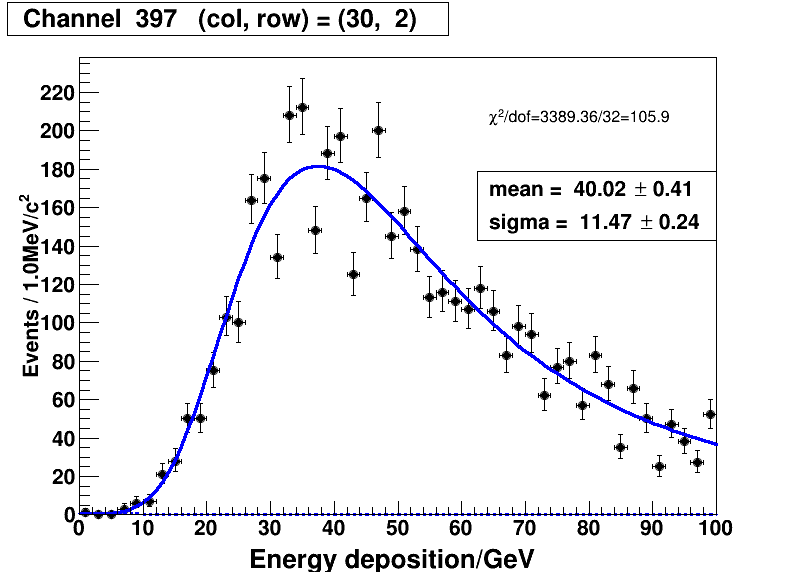 Channel 397 (col, row) = (30, 2)
χ²/dof=3389.36/32=105.9
mean = 40.02 ± 0.41
sigma = 11.47 ± 0.24
Events / 1.0MeV/c²
220
200
180
160
140
120
100
80
60
40
20
0
0 10 20 30 40 50 60 70 80 90 100
Energy deposition/GeV